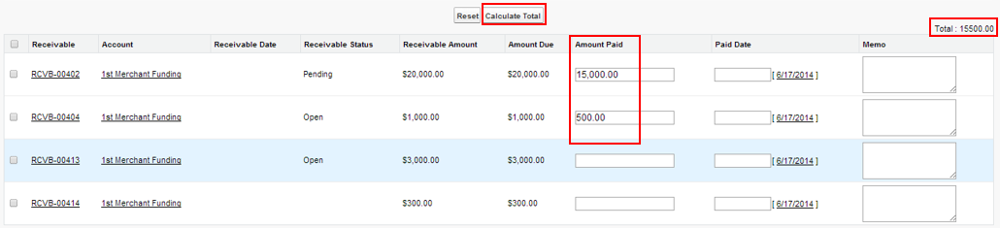 Reset Calculate Total
Total : 15500.00
Receivable Account Receivable Date Receivable Status Receivable Amount Amount Due Amount Paid Paid Date Memo
RCVB-00402 1st Merchant Funding Pending $20,000.00 $20,000.00 15,000.00 [ 6/17/2014 ]
RCVB-00404 1st Merchant Funding Open $1,000.00 $1,000.00 500.00 [ 6/17/2014 ]
RCVB-00413 1st Merchant Funding Open $3,000.00 $3,000.00 [ 6/17/2014 ]
RCVB-00414 1st Merchant Funding $300.00 $300.00 [ 6/17/2014 ]